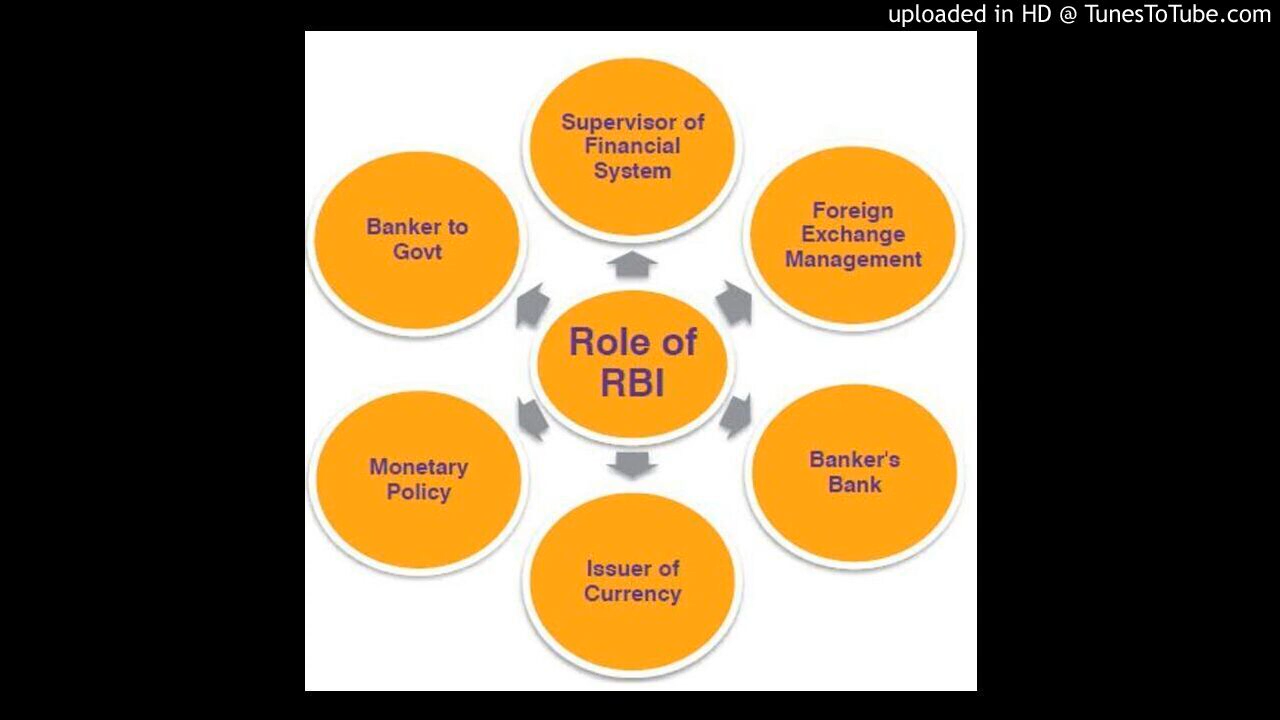 uploaded in HD @ TunesToTube.com
Supervisor of
Financial
System
Foreign
Exchange
Management
Banker to
Govt
Role of
RBI
Banker's
Bank
Monetary
Policy
Issuer of
Currency